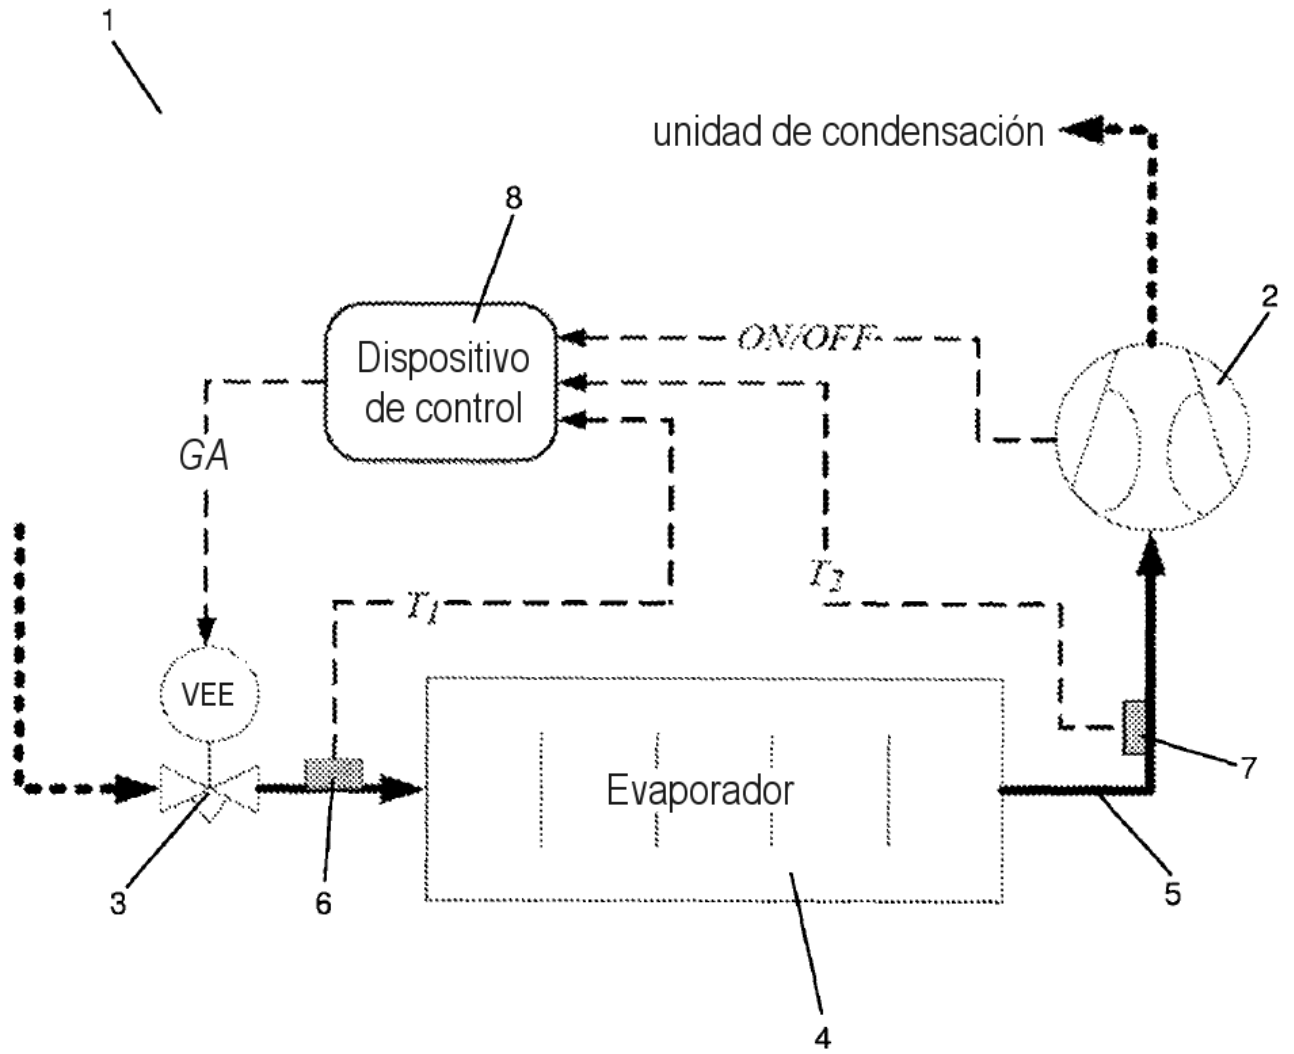 1
unidad de condensación
8
2
ON/OFF
Dispositivo
de control
GA
T2
T1
VEE
7
Evaporador
3
6
5
4